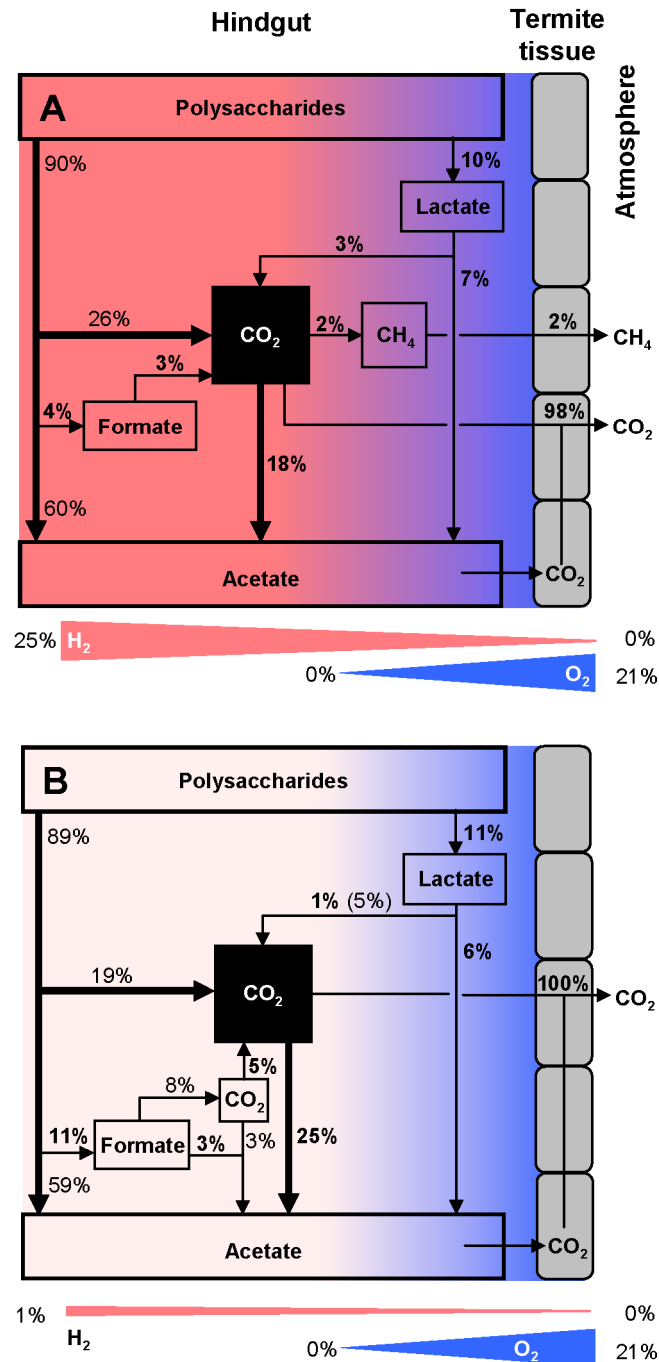 Hindgut
Termite
tissue
Atmosphere
A
Polysaccharides
90%
10%
Lactate
3%
7%
26%
CO₂
2%
CH₄
2%
CH₄
3%
4%
Formate
98%
CO₂
18%
60%
Acetate
CO₂
25%
H₂
0%
0%
O₂
21%
B
Polysaccharides
89%
11%
Lactate
1% (5%)
6%
19%
CO₂
100%
CO₂
5%
8%
CO₂
11%
Formate
3%
3%
25%
59%
Acetate
CO₂
1%
H₂
0%
0%
O₂
21%